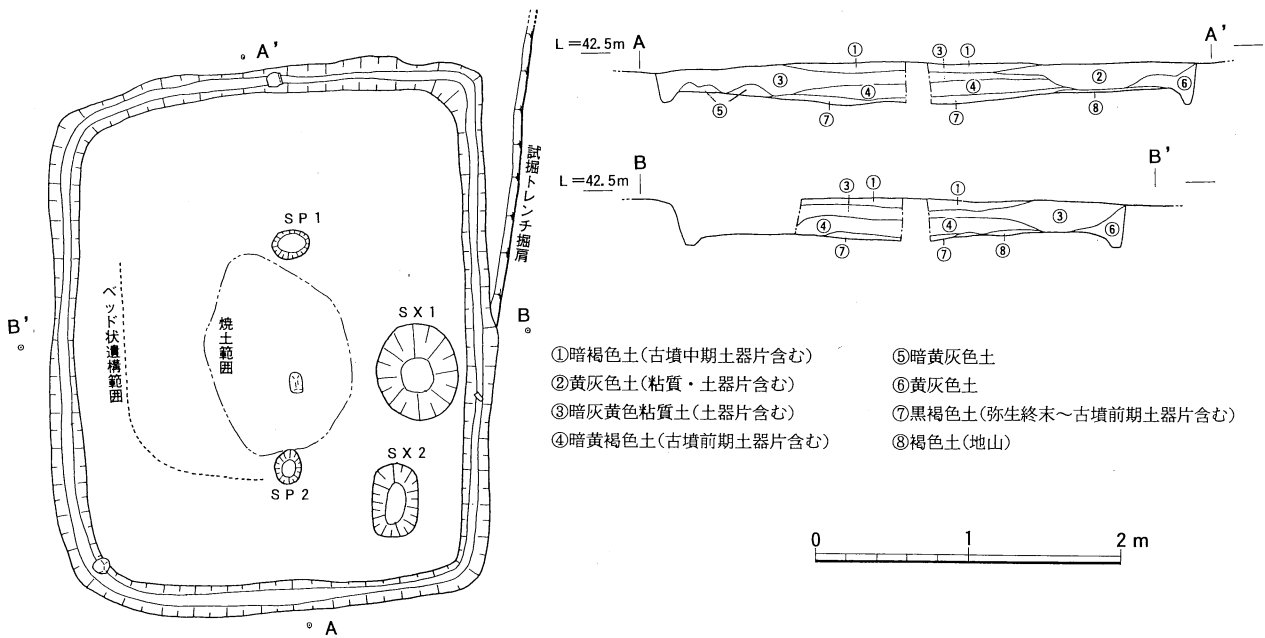 A'
試掘トレンチ掘肩
SP1
ベッド状遺構範囲
焼土範囲
SX1
B'
B
SX2
SP2
A
L=42.5m A
A'
① ③ ① ③ ④ ④ ② ⑥ ⑤ ⑦ ⑦ ⑧
B
B'
L=42.5m
③ ① ① ④ ④ ③ ⑥ ⑦ ⑦ ⑧
①暗褐色土(古墳中期土器片含む)
②黄灰色土(粘質・土器片含む)
③暗灰黄色粘質土(土器片含む)
④暗黄褐色土(古墳前期土器片含む)
⑤暗黄灰色土
⑥黄灰色土
⑦黒褐色土(弥生終末~古墳前期土器片含む)
⑧褐色土(地山)
0 1 2 m